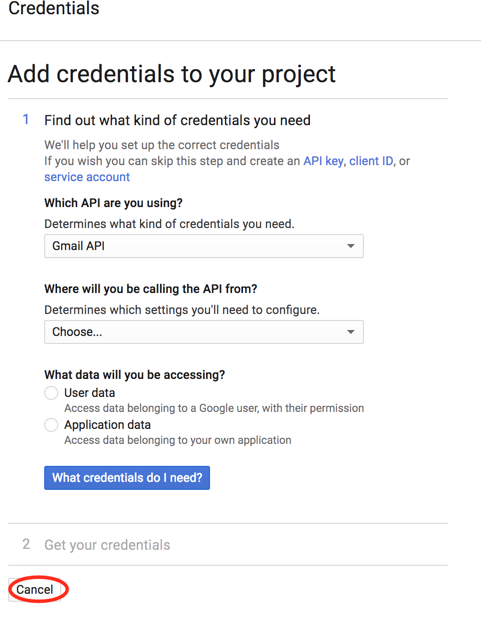 Credentials
Add credentials to your project
1 Find out what kind of credentials you need
We'll help you set up the correct credentials
If you wish you can skip this step and create an API key, client ID, or
service account
Which API are you using?
Determines what kind of credentials you need.
Gmail API
Where will you be calling the API from?
Determines which settings you'll need to configure.
Choose...
What data will you be accessing?
User data
Access data belonging to a Google user, with their permission
Application data
Access data belonging to your own application
What credentials do I need?
2 Get your credentials
Cancel